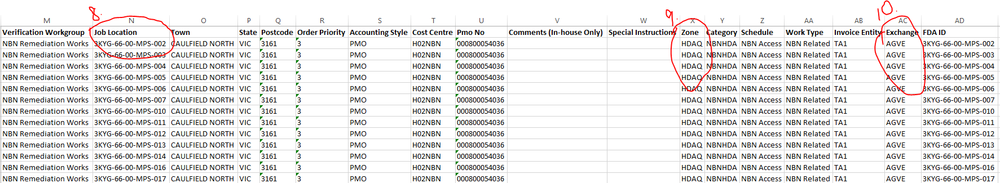 8. 9. 10.
M N O P Q R S T U V W X Y Z AA AB AC AD
Verification Workgroup Job Location Town State Postcode Order Priority Accounting Style Cost Centre Pmo No Comments (In-house Only) Special Instructions Zone Category Schedule Work Type Invoice Entity Exchange FDA ID
NBN Remediation Works 3KYG-66-00-MPS-002 CAULFIELD NORTH VIC 3161 3 PMO H02NBN 000800054036 HDAQ NBNHDA NBN Access NBN Related TA1 AGVE 3KYG-66-00-MPS-002
NBN Remediation Works 3KYG-66-00-MPS-003 CAULFIELD NORTH VIC 3161 3 PMO H02NBN 000800054036 HDAQ NBNHDA NBN Access NBN Related TA1 AGVE 3KYG-66-00-MPS-003
NBN Remediation Works 3KYG-66-00-MPS-004 CAULFIELD NORTH VIC 3161 3 PMO H02NBN 000800054036 HDAQ NBNHDA NBN Access NBN Related TA1 AGVE 3KYG-66-00-MPS-004
NBN Remediation Works 3KYG-66-00-MPS-005 CAULFIELD NORTH VIC 3161 3 PMO H02NBN 000800054036 HDAQ NBNHDA NBN Access NBN Related TA1 AGVE 3KYG-66-00-MPS-005
NBN Remediation Works 3KYG-66-00-MPS-006 CAULFIELD NORTH VIC 3161 3 PMO H02NBN 000800054036 HDAQ NBNHDA NBN Access NBN Related TA1 AGVE 3KYG-66-00-MPS-006
NBN Remediation Works 3KYG-66-00-MPS-007 CAULFIELD NORTH VIC 3161 3 PMO H02NBN 000800054036 HDAQ NBNHDA NBN Access NBN Related TA1 AGVE 3KYG-66-00-MPS-007
NBN Remediation Works 3KYG-66-00-MPS-010 CAULFIELD NORTH VIC 3161 3 PMO H02NBN 000800054036 HDAQ NBNHDA NBN Access NBN Related TA1 AGVE 3KYG-66-00-MPS-010
NBN Remediation Works 3KYG-66-00-MPS-011 CAULFIELD NORTH VIC 3161 3 PMO H02NBN 000800054036 HDAQ NBNHDA NBN Access NBN Related TA1 AGVE 3KYG-66-00-MPS-011
NBN Remediation Works 3KYG-66-00-MPS-012 CAULFIELD NORTH VIC 3161 3 PMO H02NBN 000800054036 HDAQ NBNHDA NBN Access NBN Related TA1 AGVE 3KYG-66-00-MPS-012
NBN Remediation Works 3KYG-66-00-MPS-013 CAULFIELD NORTH VIC 3161 3 PMO H02NBN 000800054036 HDAQ NBNHDA NBN Access NBN Related TA1 AGVE 3KYG-66-00-MPS-013
NBN Remediation Works 3KYG-66-00-MPS-014 CAULFIELD NORTH VIC 3161 3 PMO H02NBN 000800054036 HDAQ NBNHDA NBN Access NBN Related TA1 AGVE 3KYG-66-00-MPS-014
NBN Remediation Works 3KYG-66-00-MPS-016 CAULFIELD NORTH VIC 3161 3 PMO H02NBN 000800054036 HDAQ NBNHDA NBN Access NBN Related TA1 AGVE 3KYG-66-00-MPS-016
NBN Remediation Works 3KYG-66-00-MPS-017 CAULFIELD NORTH VIC 3161 3 PMO H02NBN 000800054036 HDAQ NBNHDA NBN Access NBN Related TA1 AGVE 3KYG-66-00-MPS-017